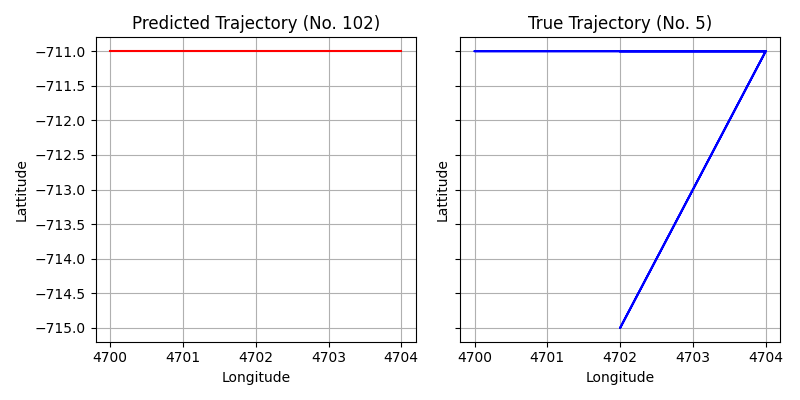 Predicted Trajectory (No. 102)
True Trajectory (No. 5)
−711.0
−711.5
−712.0
−712.5
−713.0
−713.5
−714.0
−714.5
−715.0
Lattitude
Lattitude
4700 4701 4702 4703 4704
4700 4701 4702 4703 4704
Longitude
Longitude